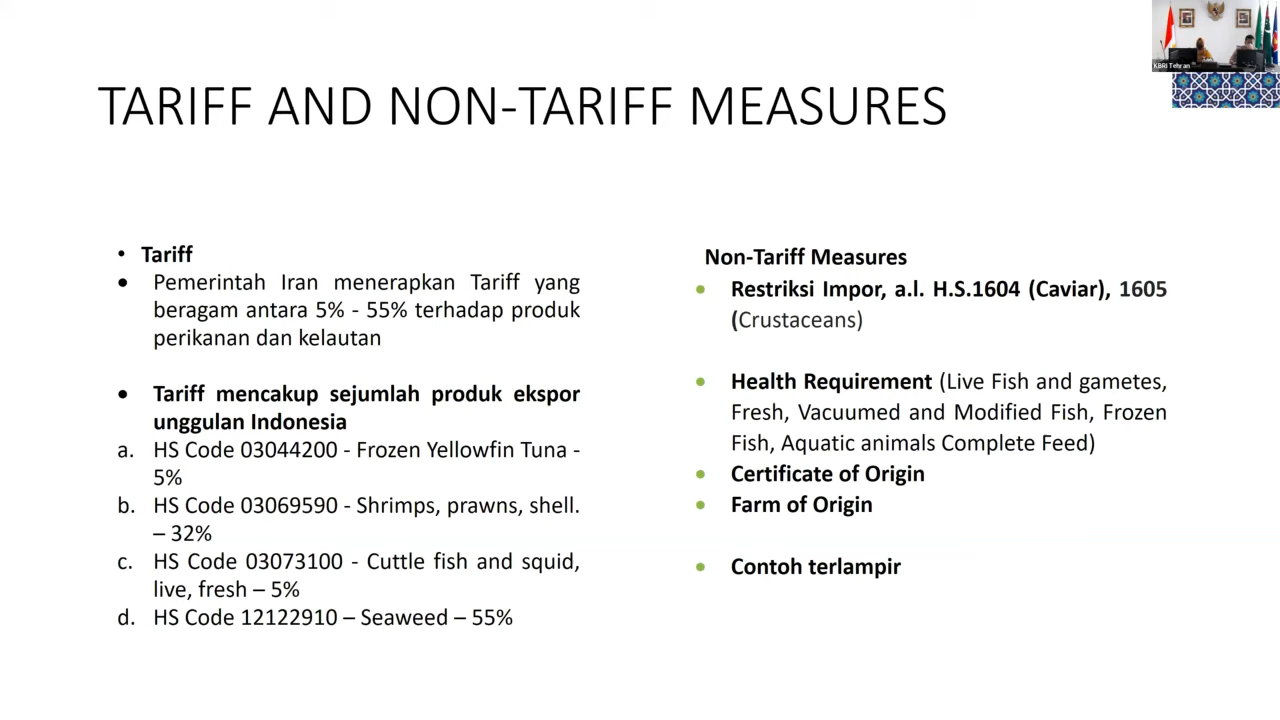 KBRI Tehran
TARIFF AND NON-TARIFF MEASURES
• Tariff
• Pemerintah Iran menerapkan Tariff yang
beragam antara 5% - 55% terhadap produk
perikanan dan kelautan
• Tariff mencakup sejumlah produk ekspor
unggulan Indonesia
a. HS Code 03044200 - Frozen Yellowfin Tuna -
5%
b. HS Code 03069590 - Shrimps, prawns, shell.
– 32%
c. HS Code 03073100 - Cuttle fish and squid,
live, fresh – 5%
d. HS Code 12122910 – Seaweed – 55%
Non-Tariff Measures
• Restriksi Impor, a.l. H.S.1604 (Caviar), 1605
(Crustaceans)
• Health Requirement (Live Fish and gametes,
Fresh, Vacuumed and Modified Fish, Frozen
Fish, Aquatic animals Complete Feed)
• Certificate of Origin
• Farm of Origin
• Contoh terlampir